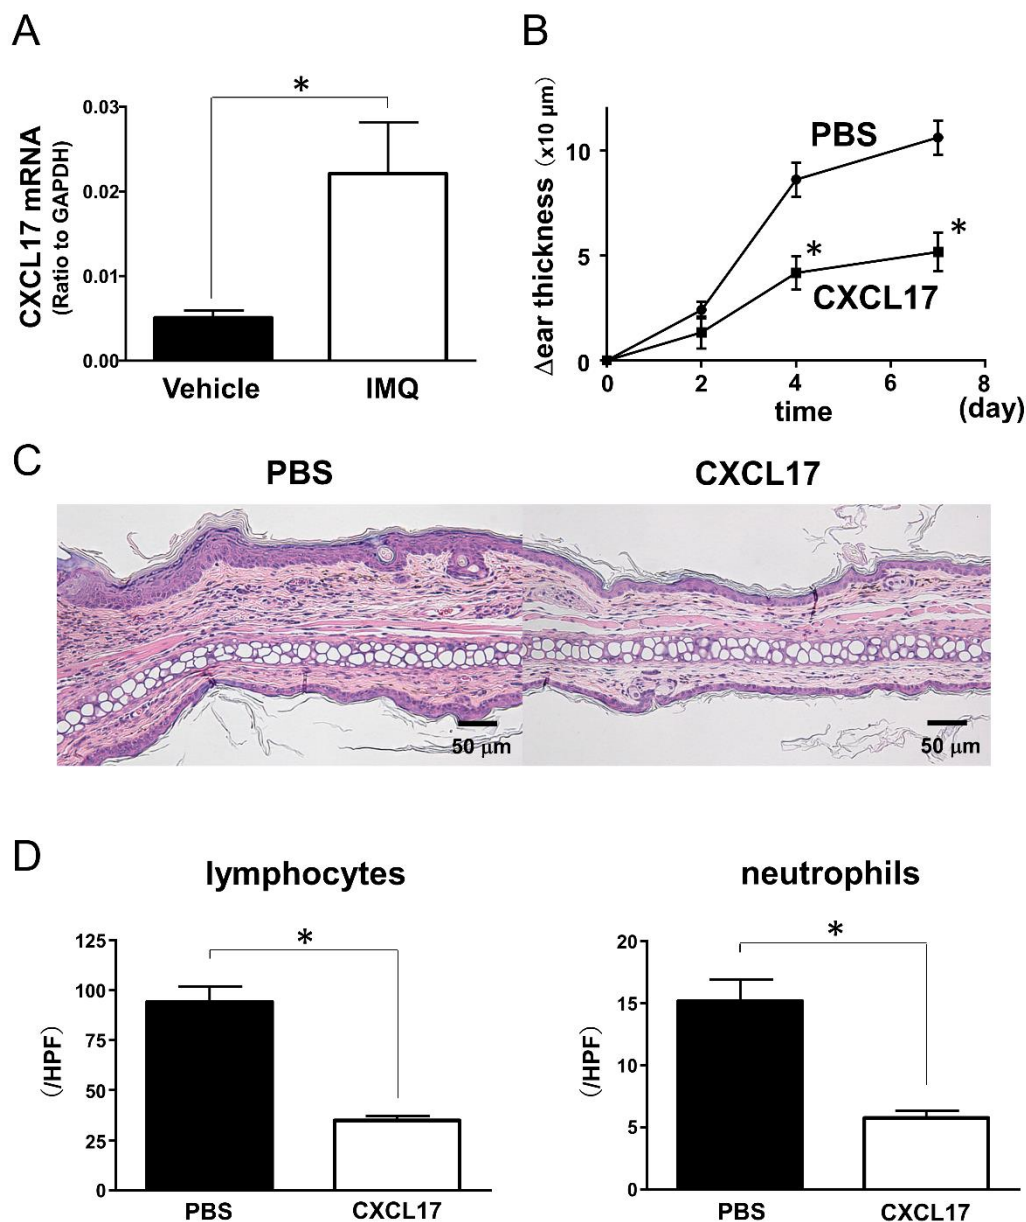 A
CXCL17 mRNA
(Ratio to GAPDH)
0.03
0.02
0.01
0.00
*
Vehicle
IMQ
B
Δear thickness (x10 μm)
10
5
0
PBS
*
*
CXCL17
0
2
4
6
8
time
(day)
C
PBS
CXCL17
50 μm
50 μm
D
lymphocytes
(/HPF)
125
100
75
50
25
0
*
PBS
CXCL17
neutrophils
(/HPF)
20
15
10
5
0
*
PBS
CXCL17